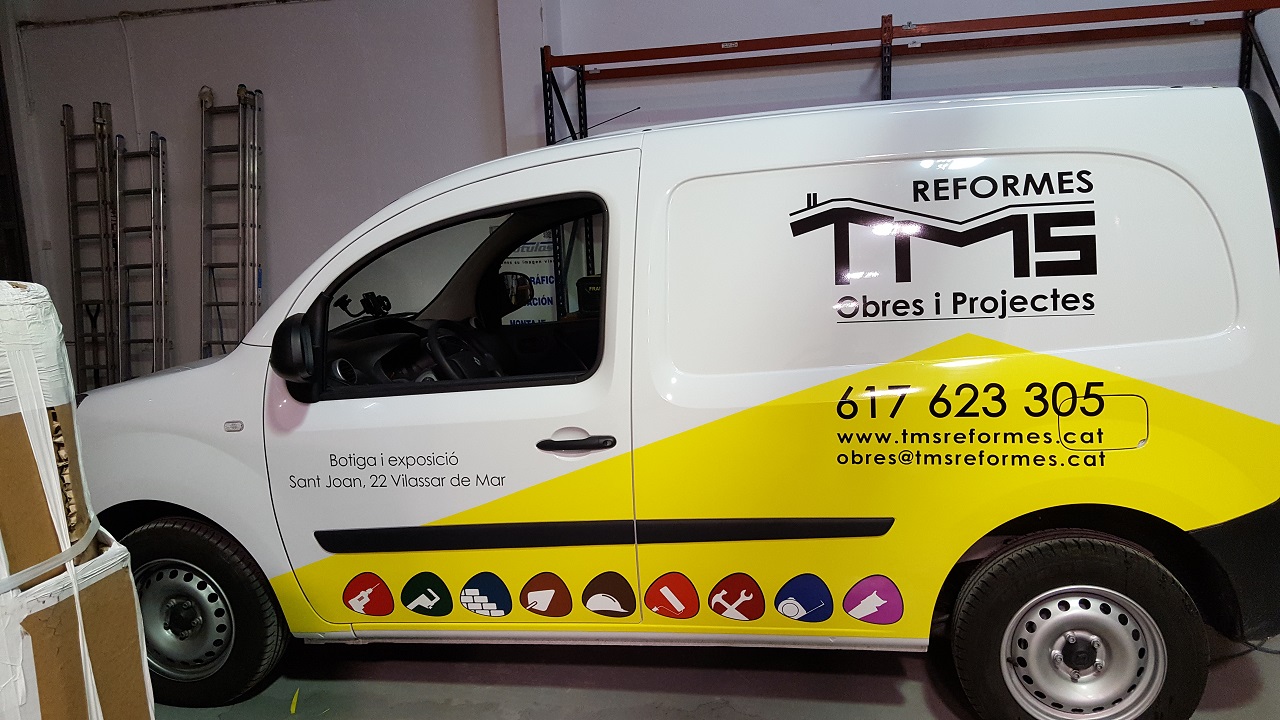 REFORMES
TMS
Obres i Projectes
617 623 305
www.tmsreformes.cat
obres@tmsreformes.cat
Botiga i exposició
Sant Joan, 22 Vilassar de Mar